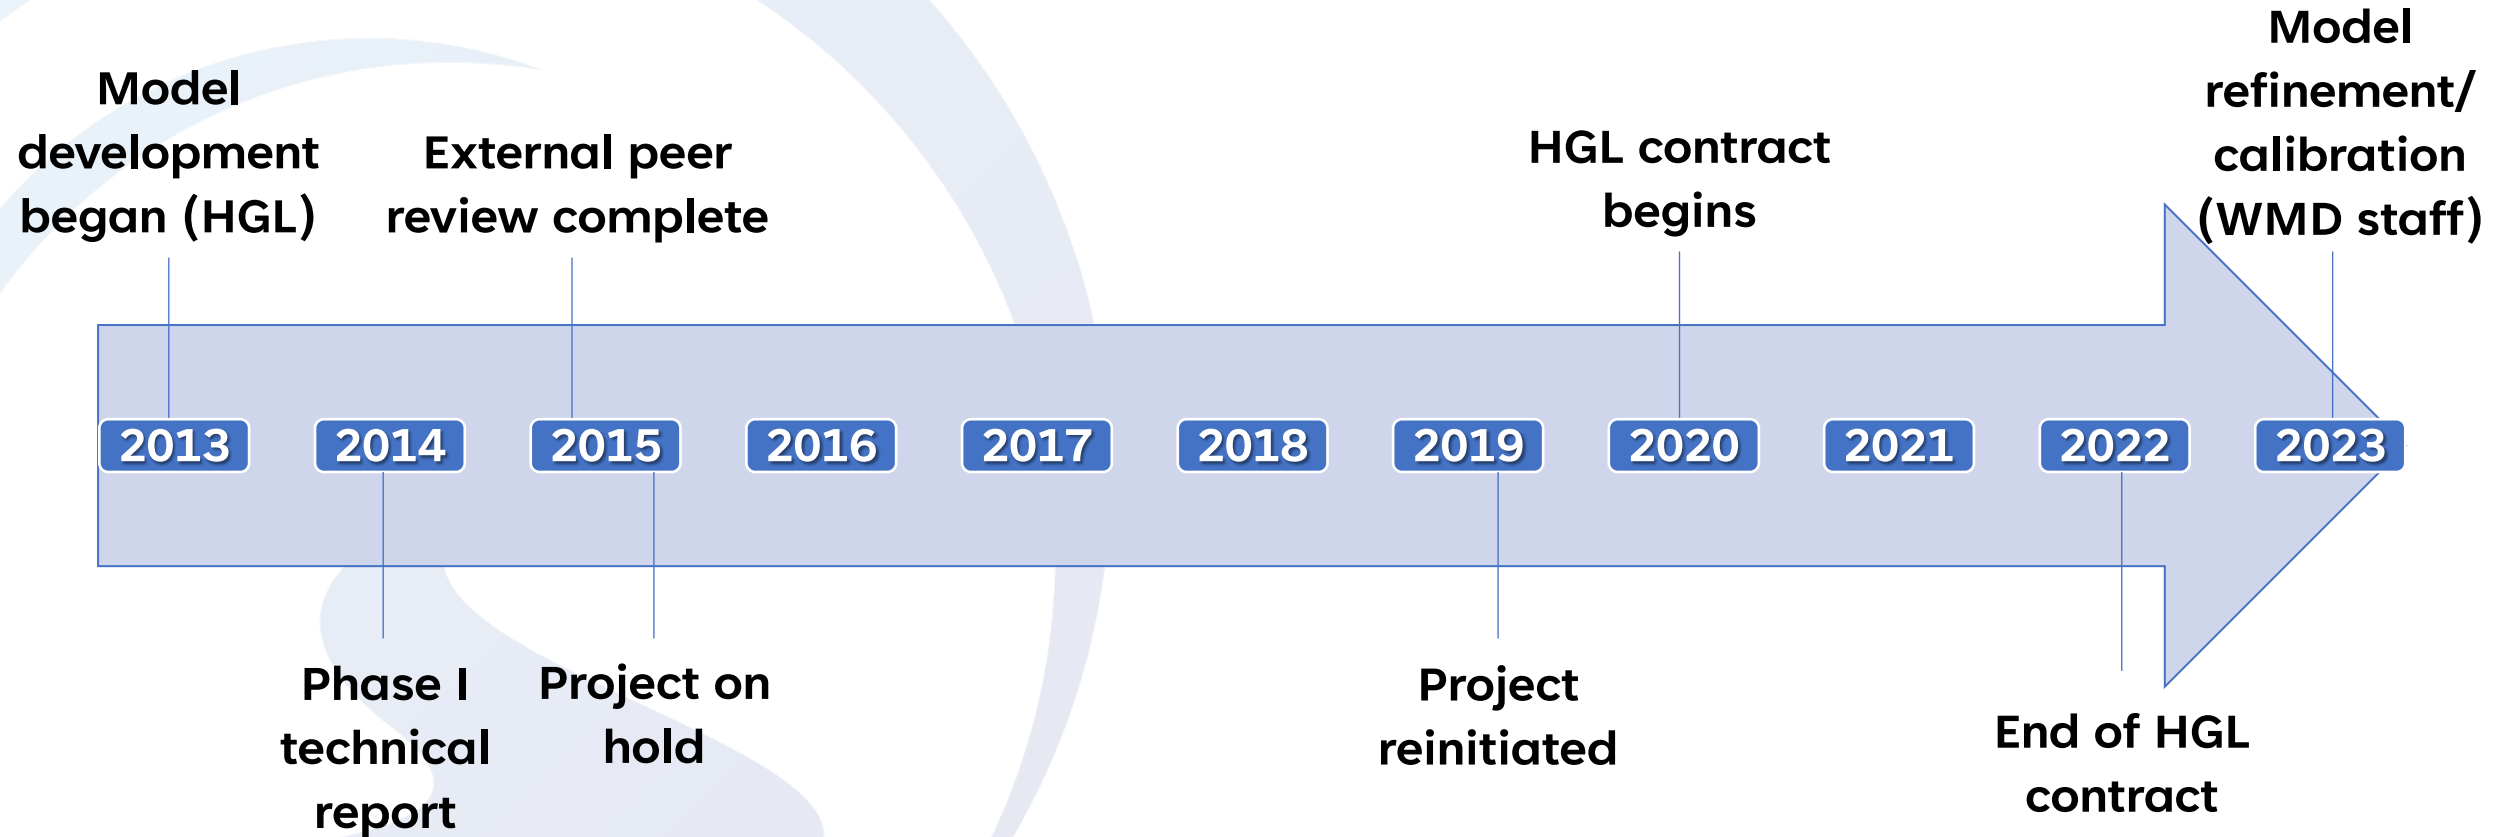 Model
development
began (HGL)
External peer
review completed
HGL contract
begins
Model
refinement/
calibration
(WMD staff)
2013
2014
2015
2016
2017
2018
2019
2020
2021
2022
2023
Phase I
technical
report
Project on
hold
Project
reinitiated
End of HGL
contract